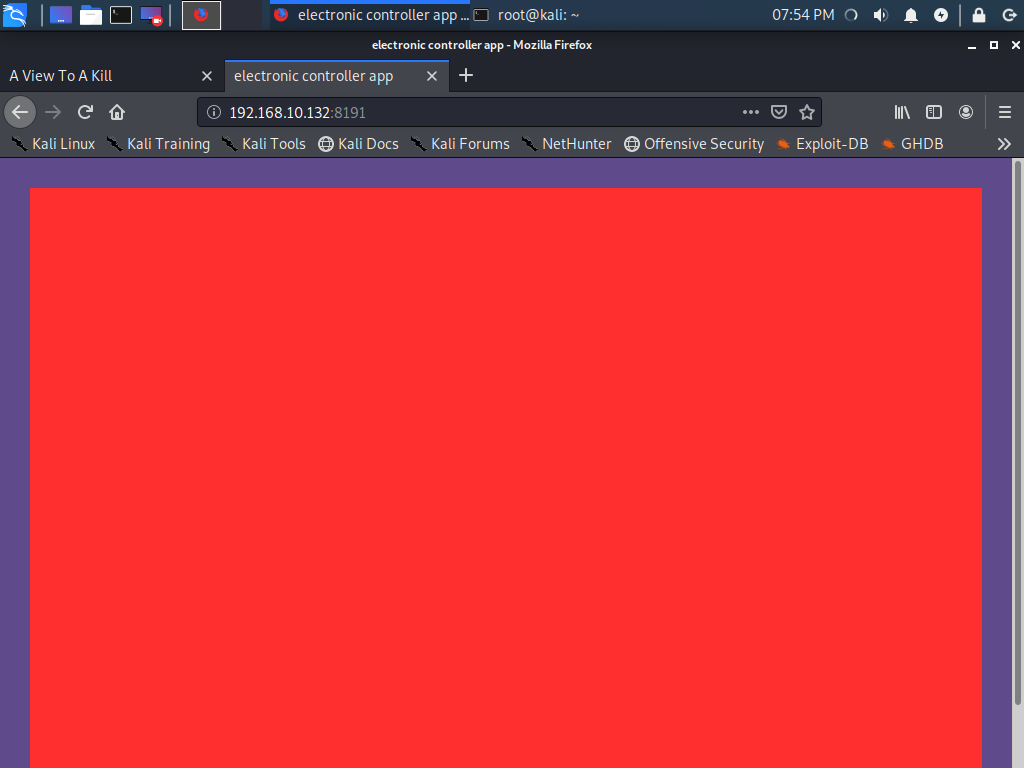 electronic controller app ... root@kali: ~ 07:54 PM
electronic controller app - Mozilla Firefox
A View To A Kill electronic controller app
192.168.10.132:8191
Kali Linux Kali Training Kali Tools Kali Docs Kali Forums NetHunter Offensive Security Exploit-DB GHDB